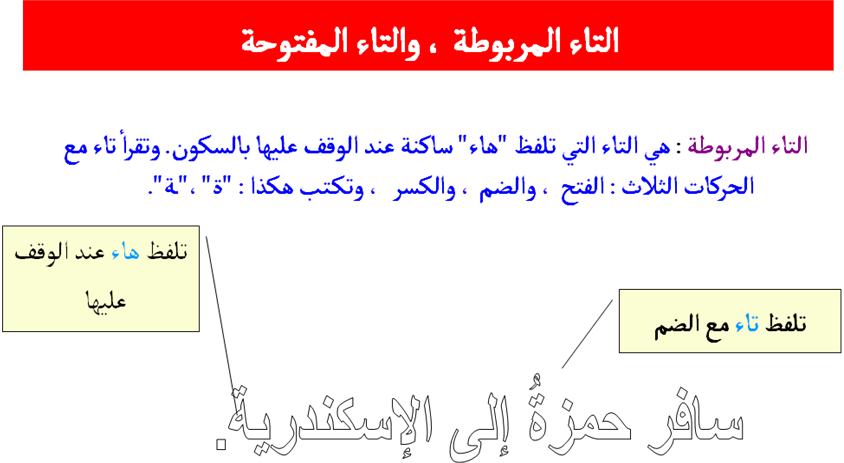 التاء المربوطة ، والتاء المفتوحة
التاء المربوطة : هي التاء التي تلفظ "هاء" ساكنة عند الوقف عليها بالسكون. وتقرأ تاء مع
الحركات الثلاث : الفتح ، والضم ، والكسر ، وتكتب هكذا : "ة" ،"ـة".
تلفظ هاء عند الوقف
عليها
تلفظ تاء مع الضم
سافر حمزةُ إلى الإسكندرية.